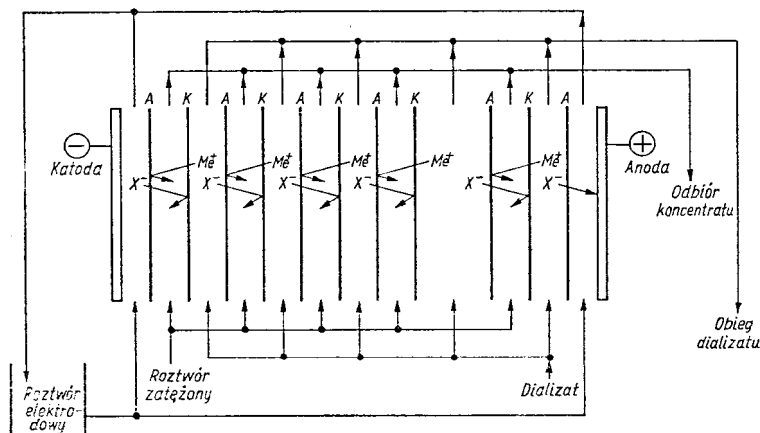 A K A K A K A K A K A
− Katoda
Me⁺ Me⁺ Me⁺ Me⁺ Me⁺
X⁻ X⁻ X⁻ X⁻ X⁻ X⁻
+
Anoda
Odbiór
koncentratu
Obieg
dializatu
Roztwór
zatężony
Dializat
Roztwór
elektro-
dowy